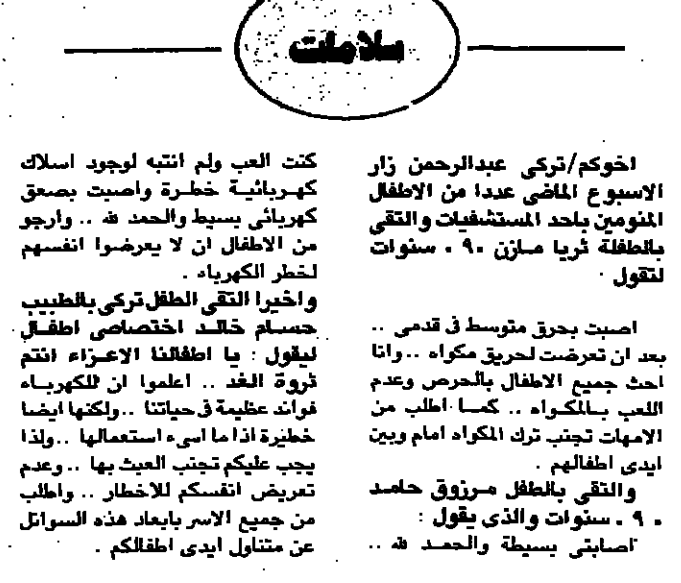 سلامات
اخوكم/تركى عبدالرحمن زار
الاسبوع الماضى عددا من الاطفال
المنومين باحد المستشفيات والتقى
بالطفلة ثريا مازن ٩٠ سنوات
لتقول :
اصبت بحرق متوسط فى قدمى ..
بعد ان تعرضت لحريق مكواه .. وانا
احث جميع الاطفال بالحرص وعدم
اللعب بالمكواه .. كما اطلب من
الامهات تجنب ترك المكواه امام وبين
ايدى اطفالهم .
والتقى بالطفل مرزوق حامد
٠ ٩ ٠ سنوات والذى يقول :
اصابتى بسيطة والحمد لله ..
كنت العب ولم انتبه لوجود اسلاك
كهربائية خطرة واصبت بصعق
كهربائى بسيط والحمد لله .. وارجو
من الاطفال ان لا يعرضوا انفسهم
لخطر الكهرباء .
واخيرا التقى الطفل تركى بالطبيب
حسام خالد اختصاصى اطفال
ليقول : يا اطفالنا الاعزاء انتم
ثروة الغد .. اعلموا ان للكهرباء
فوائد عظيمة فى حياتنا .. ولكنها ايضا
خطيرة اذا ما اسىء استعمالها .. ولذا
يجب عليكم تجنب العبث بها .. وعدم
تعريض انفسكم للاخطار .. واطلب
من جميع الاسر بابعاد هذه السوائل
عن متناول ايدى اطفالكم .